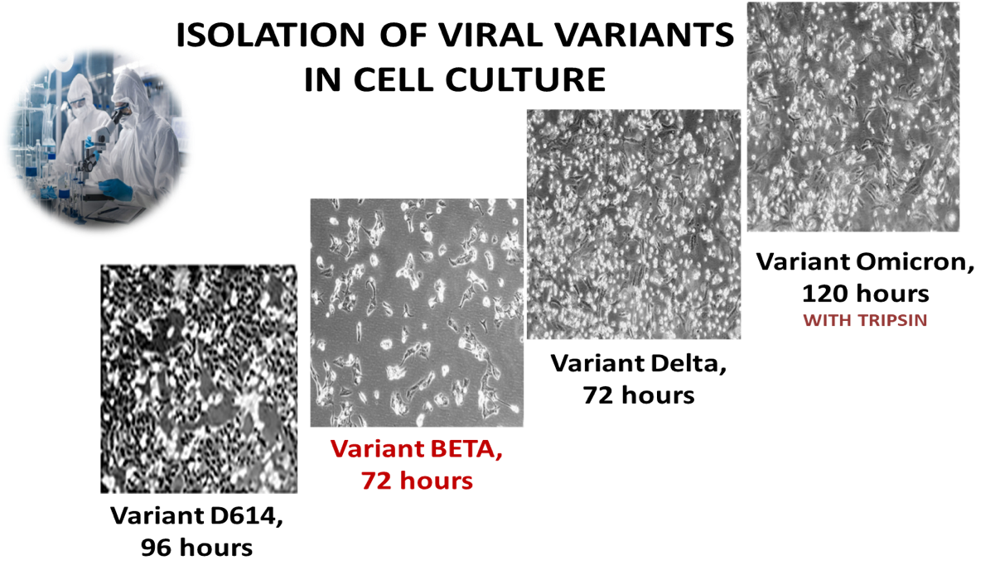 ISOLATION OF VIRAL VARIANTS
IN CELL CULTURE
Variant Omicron,
120 hours
WITH TRIPSIN
Variant Delta,
72 hours
Variant BETA,
72 hours
Variant D614,
96 hours